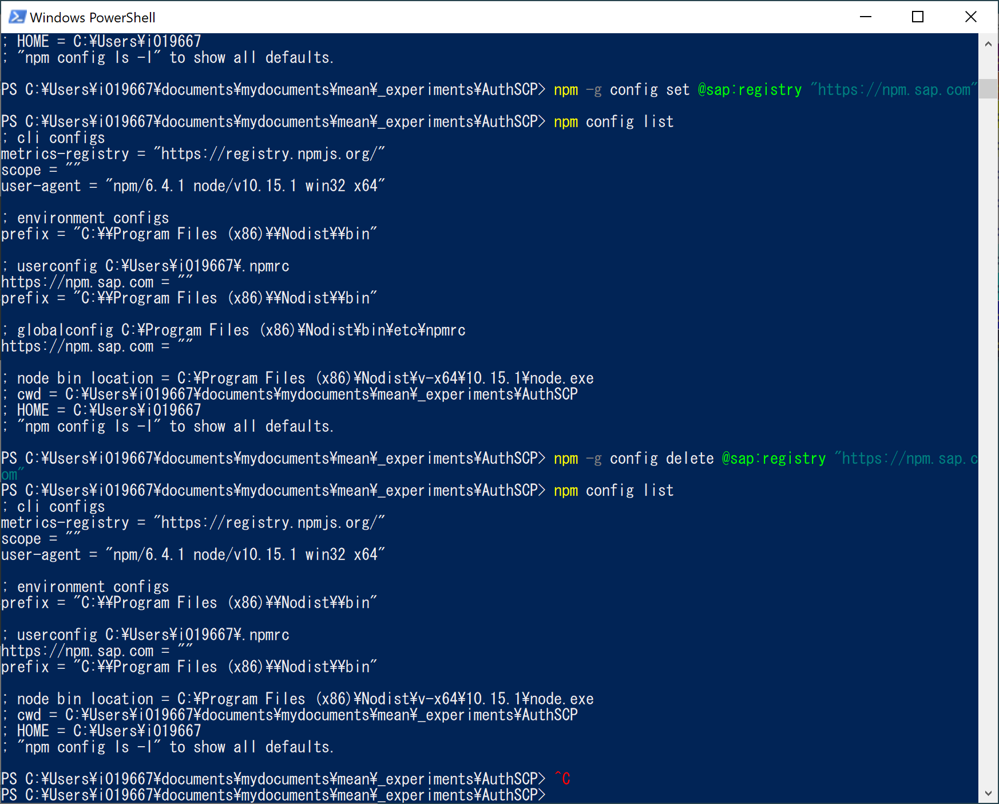 Windows PowerShell
; HOME = C:¥Users¥i019667
; "npm config ls -l" to show all defaults.
PS C:¥Users¥i019667¥documents¥mydocuments¥mean¥_experiments¥AuthSCP> npm -g config set @sap:registry "https://npm.sap.com"
PS C:¥Users¥i019667¥documents¥mydocuments¥mean¥_experiments¥AuthSCP> npm config list
; cli configs
metrics-registry = "https://registry.npmjs.org/"
scope = ""
user-agent = "npm/6.4.1 node/v10.15.1 win32 x64"
; environment configs
prefix = "C:¥¥Program Files (x86)¥¥Nodist¥¥bin"
; userconfig C:¥Users¥i019667¥.npmrc
https://npm.sap.com = ""
prefix = "C:¥¥Program Files (x86)¥¥Nodist¥¥bin"
; globalconfig C:¥Program Files (x86)¥Nodist¥bin¥etc¥npmrc
https://npm.sap.com = ""
; node bin location = C:¥Program Files (x86)¥Nodist¥v-x64¥10.15.1¥node.exe
; cwd = C:¥Users¥i019667¥documents¥mydocuments¥mean¥_experiments¥AuthSCP
; HOME = C:¥Users¥i019667
; "npm config ls -l" to show all defaults.
PS C:¥Users¥i019667¥documents¥mydocuments¥mean¥_experiments¥AuthSCP> npm -g config delete @sap:registry "https://npm.sap.c
om"
PS C:¥Users¥i019667¥documents¥mydocuments¥mean¥_experiments¥AuthSCP> npm config list
; cli configs
metrics-registry = "https://registry.npmjs.org/"
scope = ""
user-agent = "npm/6.4.1 node/v10.15.1 win32 x64"
; environment configs
prefix = "C:¥¥Program Files (x86)¥¥Nodist¥¥bin"
; userconfig C:¥Users¥i019667¥.npmrc
https://npm.sap.com = ""
prefix = "C:¥¥Program Files (x86)¥¥Nodist¥¥bin"
; node bin location = C:¥Program Files (x86)¥Nodist¥v-x64¥10.15.1¥node.exe
; cwd = C:¥Users¥i019667¥documents¥mydocuments¥mean¥_experiments¥AuthSCP
; HOME = C:¥Users¥i019667
; "npm config ls -l" to show all defaults.
PS C:¥Users¥i019667¥documents¥mydocuments¥mean¥_experiments¥AuthSCP> ^C
PS C:¥Users¥i019667¥documents¥mydocuments¥mean¥_experiments¥AuthSCP>